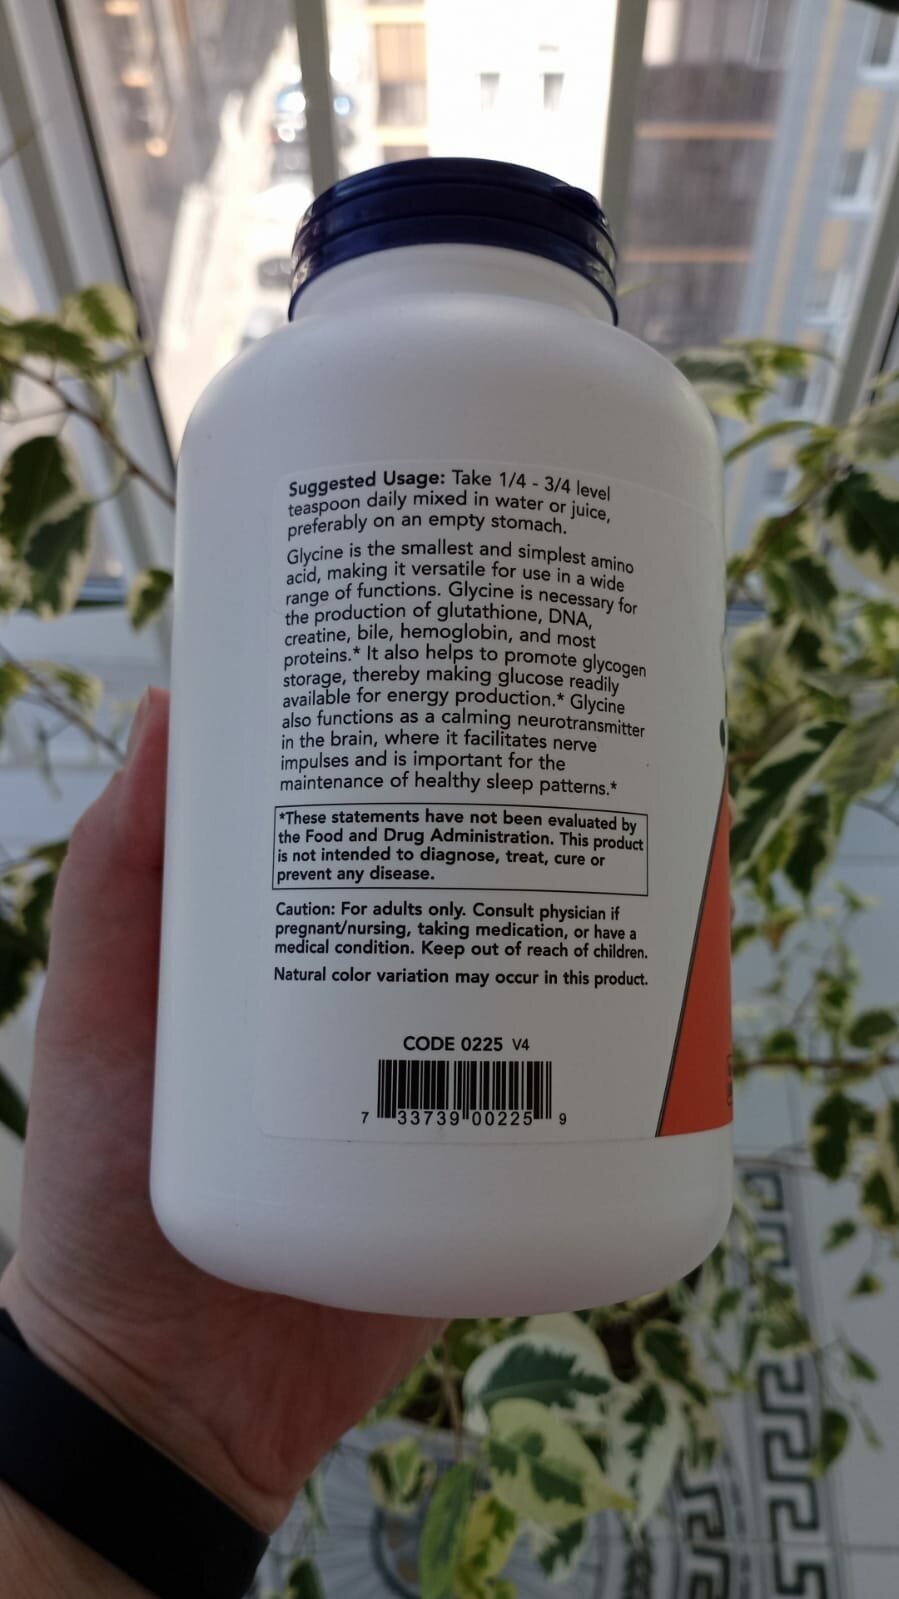 Suggested Usage: Take 1/4 - 3/4 level
teaspoon daily mixed in water or juice,
preferably on an empty stomach.
Glycine is the smallest and simplest amino
acid, making it versatile for use in a wide
range of functions. Glycine is necessary for
the production of glutathione, DNA,
creatine, bile, hemoglobin, and most
proteins.* It also helps to promote glycogen
storage, thereby making glucose readily
available for energy production.* Glycine
also functions as a calming neurotransmitter
in the brain, where it facilitates nerve
impulses and is important for the
maintenance of healthy sleep patterns.*
*These statements have not been evaluated by
the Food and Drug Administration. This product
is not intended to diagnose, treat, cure or
prevent any disease.
Caution: For adults only. Consult physician if
pregnant/nursing, taking medication, or have a
medical condition. Keep out of reach of children.
Natural color variation may occur in this product.
CODE 0225 V4
7 33739 00225 9